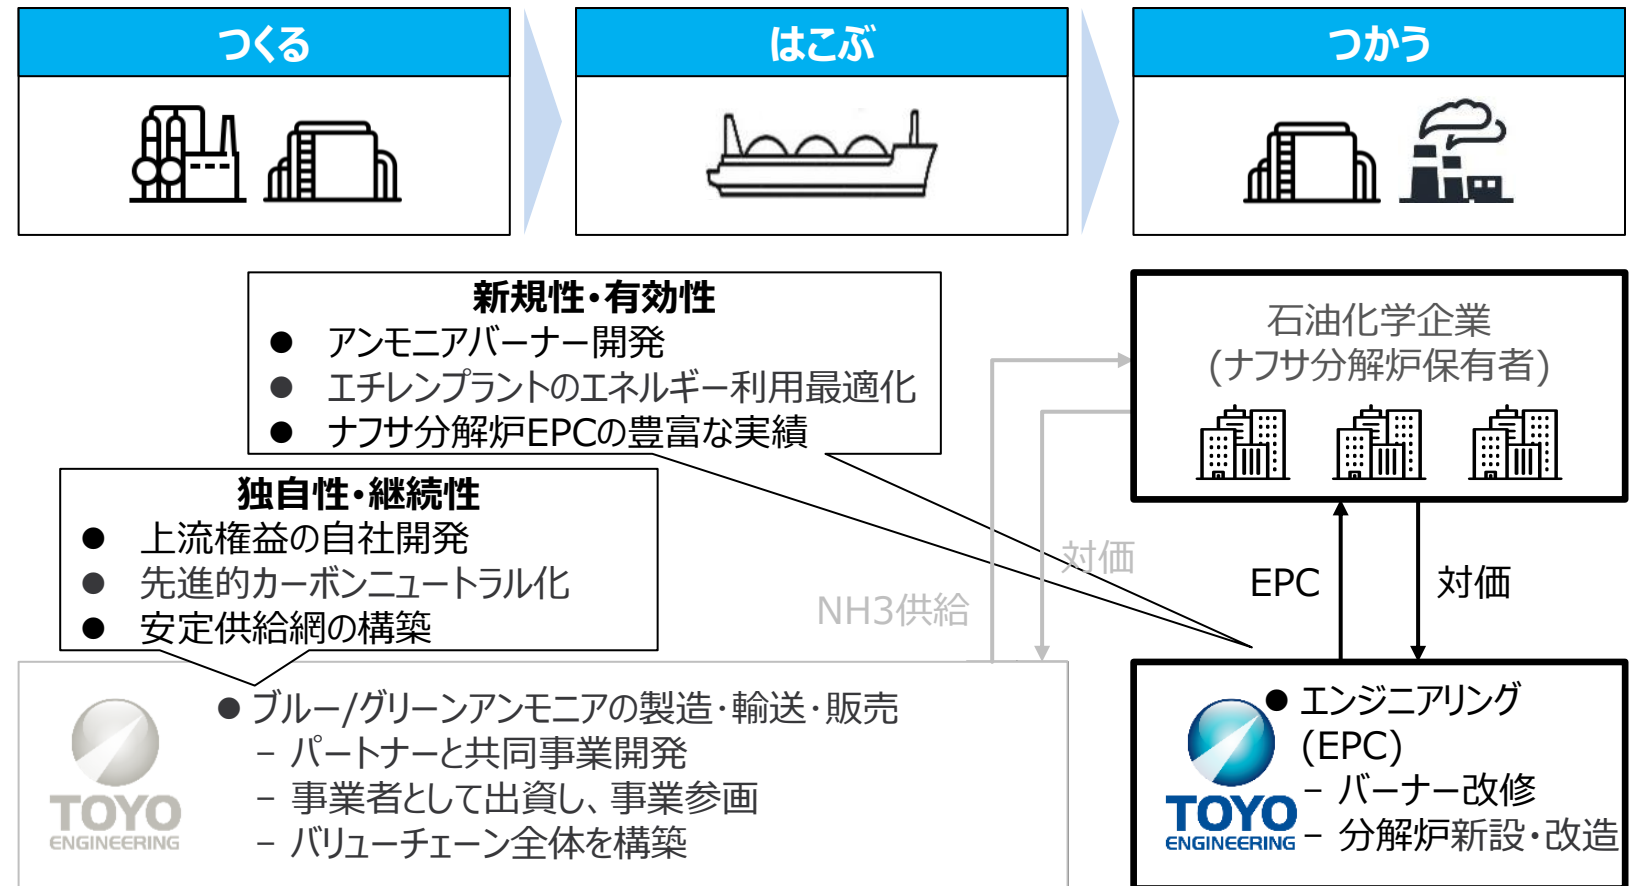 つくる
はこぶ
つかう
新規性・有効性
● アンモニアバーナー開発
● エチレンプラントのエネルギー利用最適化
● ナフサ分解炉EPCの豊富な実績
石油化学企業
(ナフサ分解炉保有者)
独自性・継続性
● 上流権益の自社開発
● 先進的カーボンニュートラル化
● 安定供給網の構築
対価
NH3供給
EPC
対価
● ブルー/グリーンアンモニアの製造・輸送・販売
− パートナーと共同事業開発
− 事業者として出資し、事業参画
− バリューチェーン全体を構築
TOYO
ENGINEERING
● エンジニアリング
(EPC)
− バーナー改修
− 分解炉新設・改造
TOYO
ENGINEERING